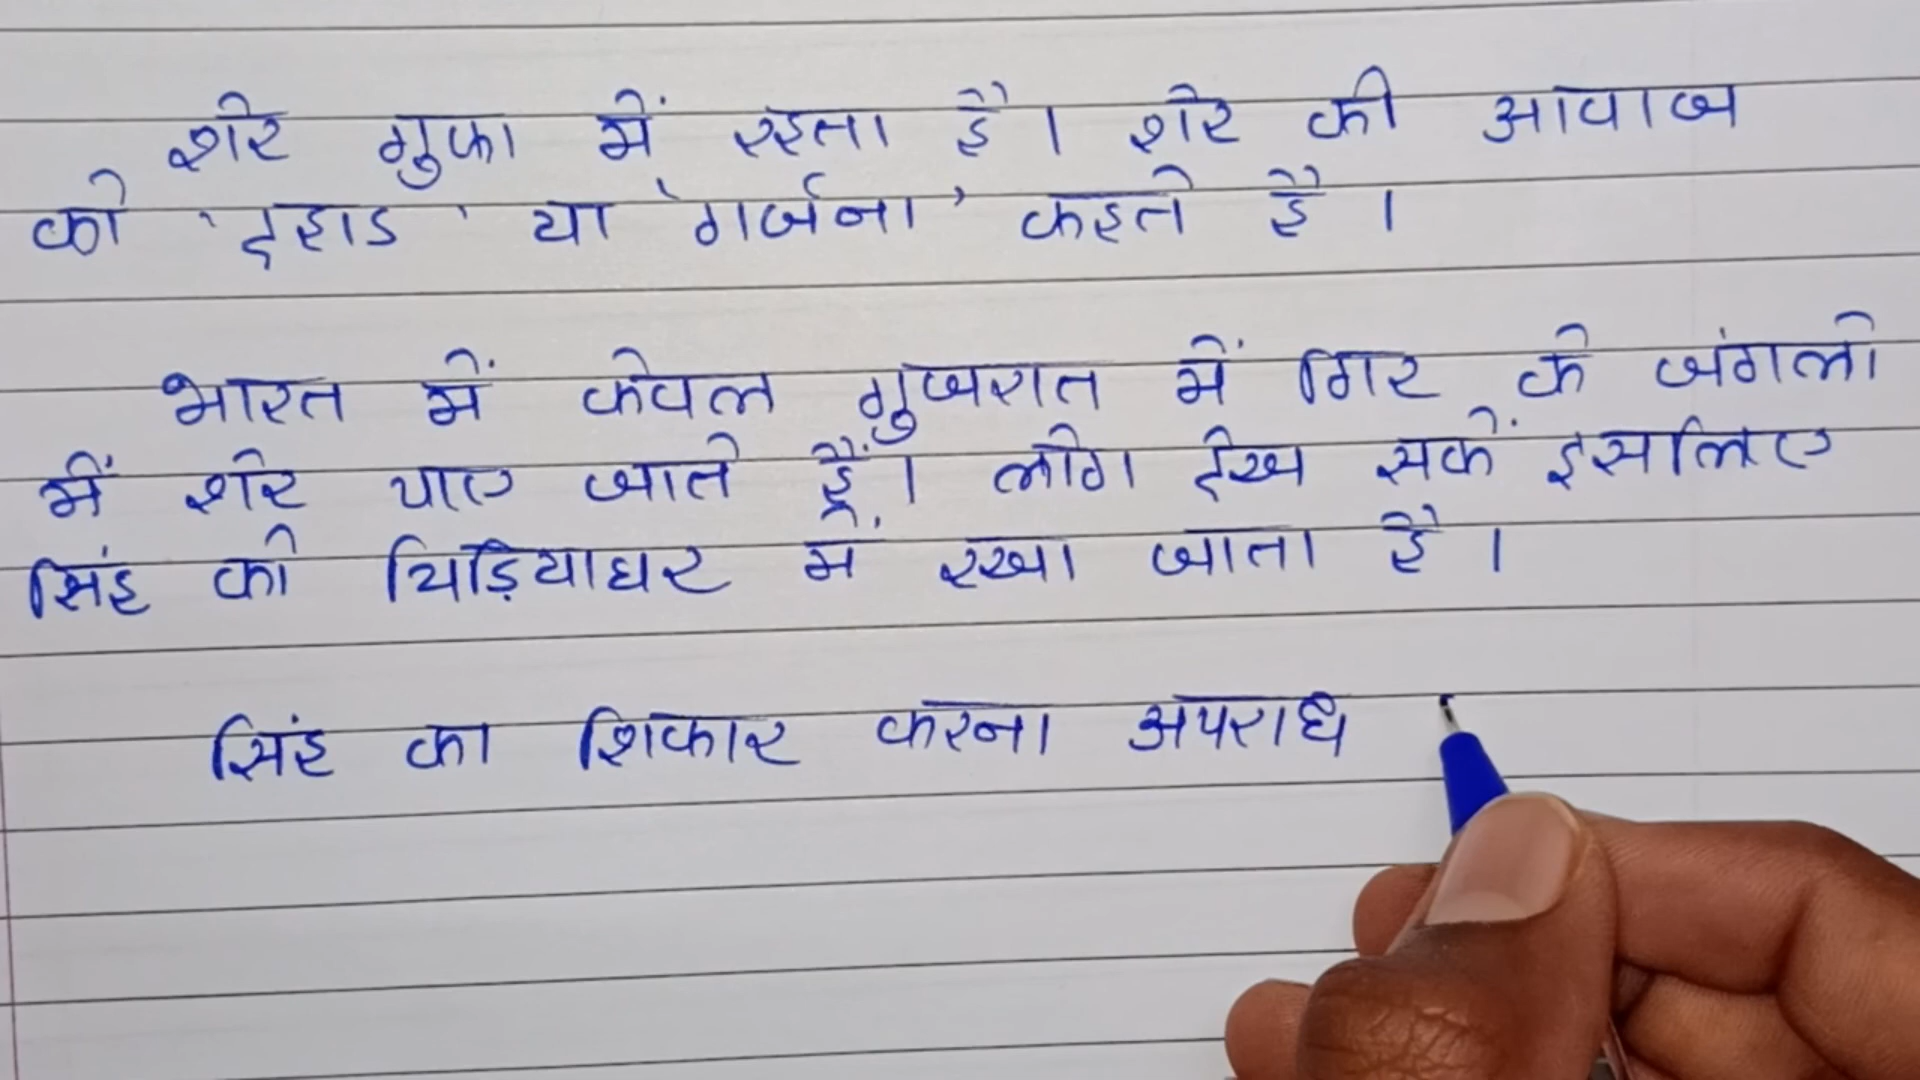 शेर गुफा में रहता है। शेर की आवाज
को 'दहाड' या 'गर्जना' कहते है।
भारत में केवल गुजरात में गिर के जंगलो
में शेर पाए जाते हैं। लोग देख सकें इसलिए
सिंह को चिड़ियाघर में रखा जाता है।
सिंह का शिकार करना अपराध